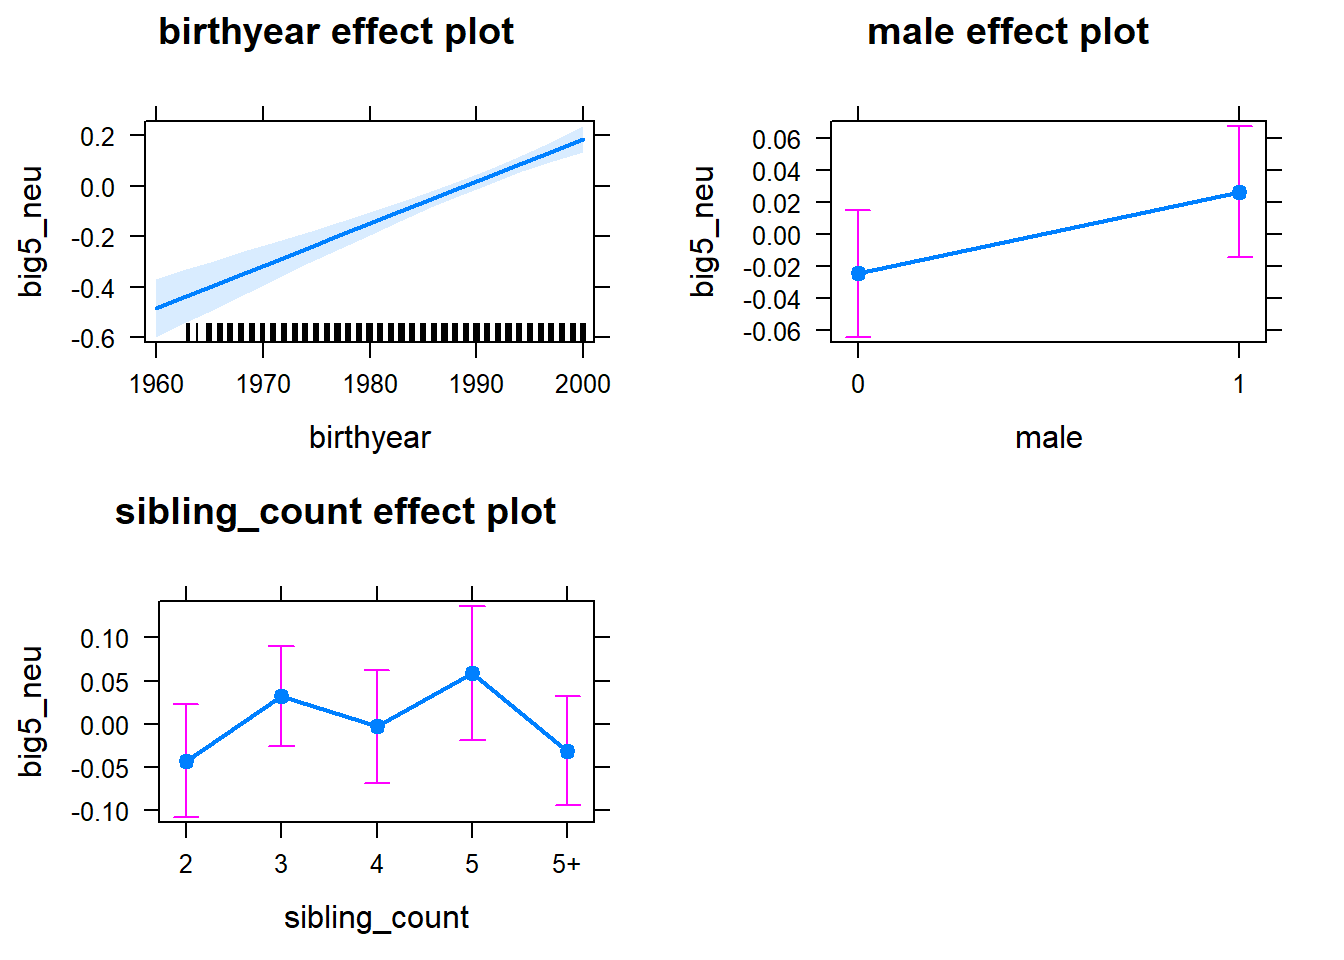 birthyear effect plot
big5_neu
0.2
0.0
-0.2
-0.4
-0.6
1960 1970 1980 1990 2000
birthyear
male effect plot
big5_neu
0.06
0.04
0.02
0.00
-0.02
-0.04
-0.06
0 1
male
sibling_count effect plot
big5_neu
0.10
0.05
0.00
-0.05
-0.10
2 3 4 5 5+
sibling_count